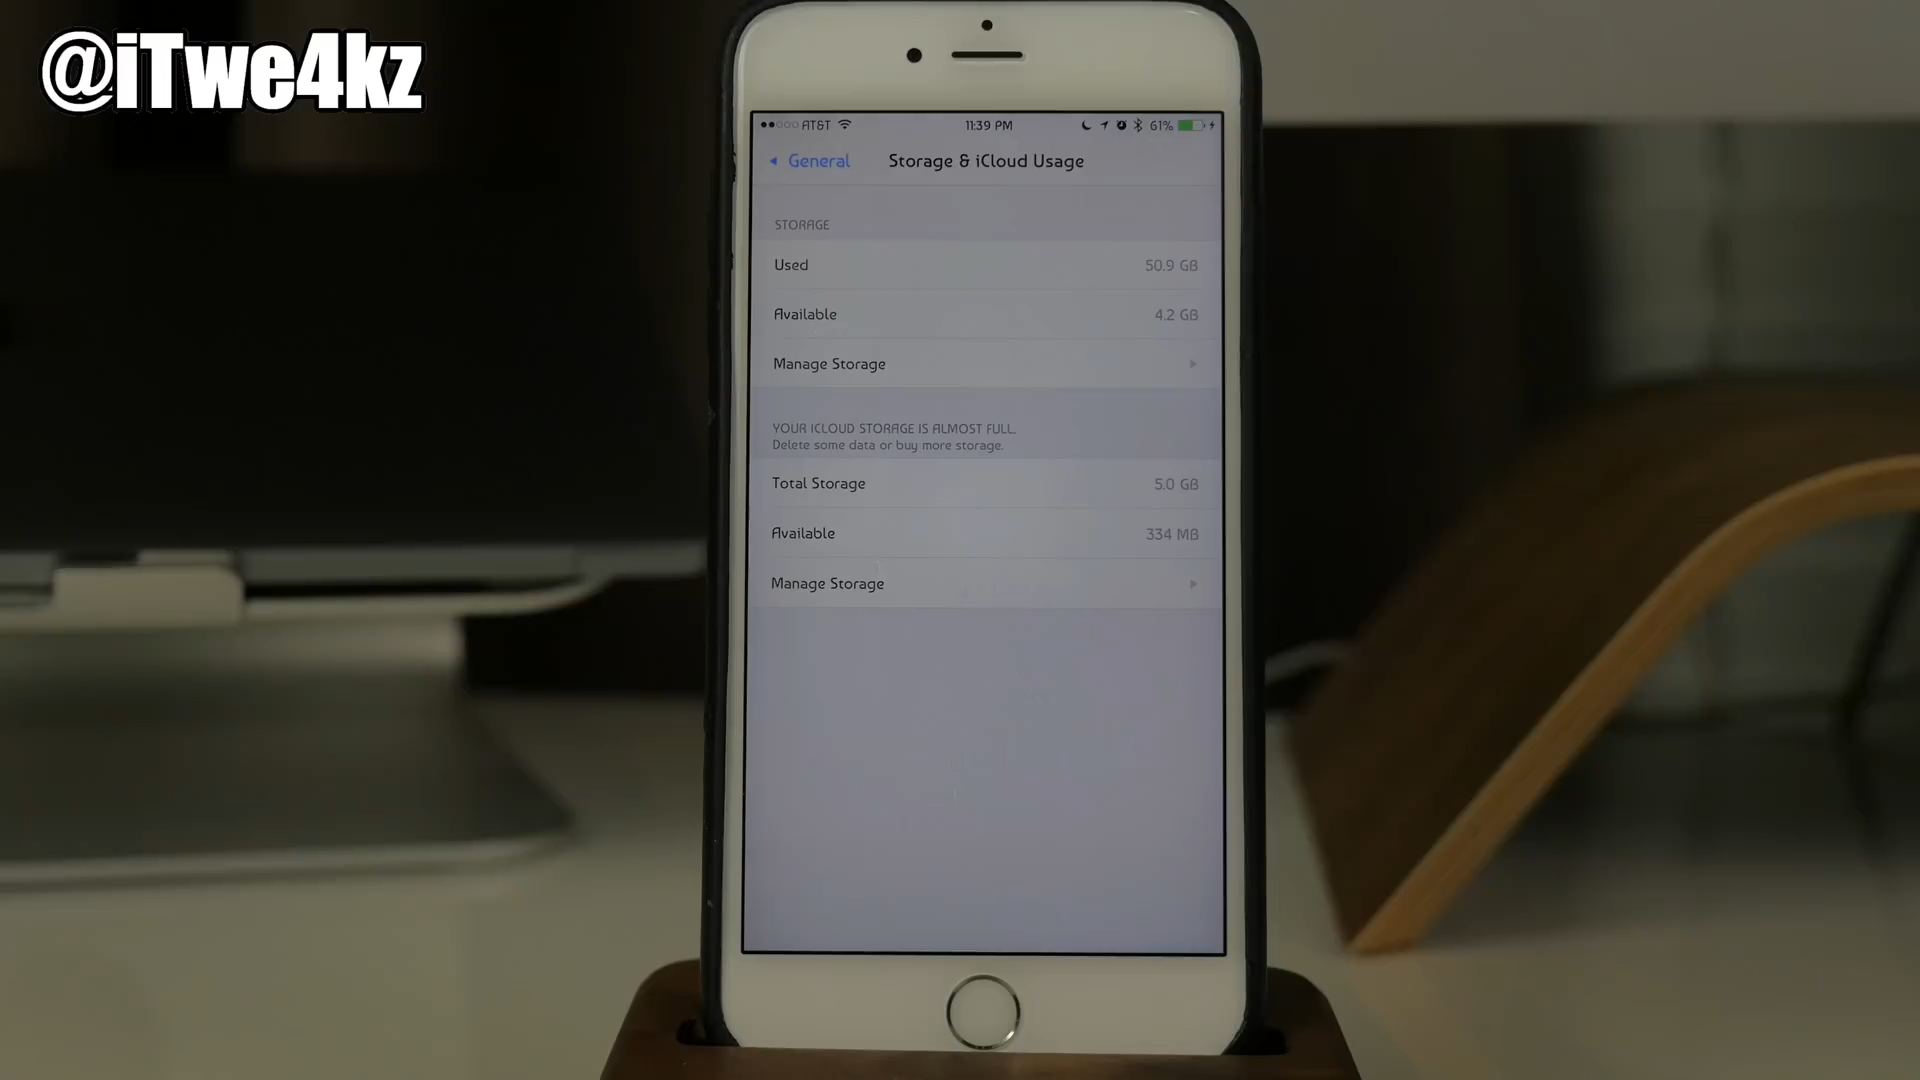 @iTwe4kz
AT&T 11:39 PM 61%
General Storage & iCloud Usage
STORAGE
Used 50.9 GB
Available 4.2 GB
Manage Storage
YOUR ICLOUD STORAGE IS ALMOST FULL.
Delete some data or buy more storage.
Total Storage 5.0 GB
Available 334 MB
Manage Storage